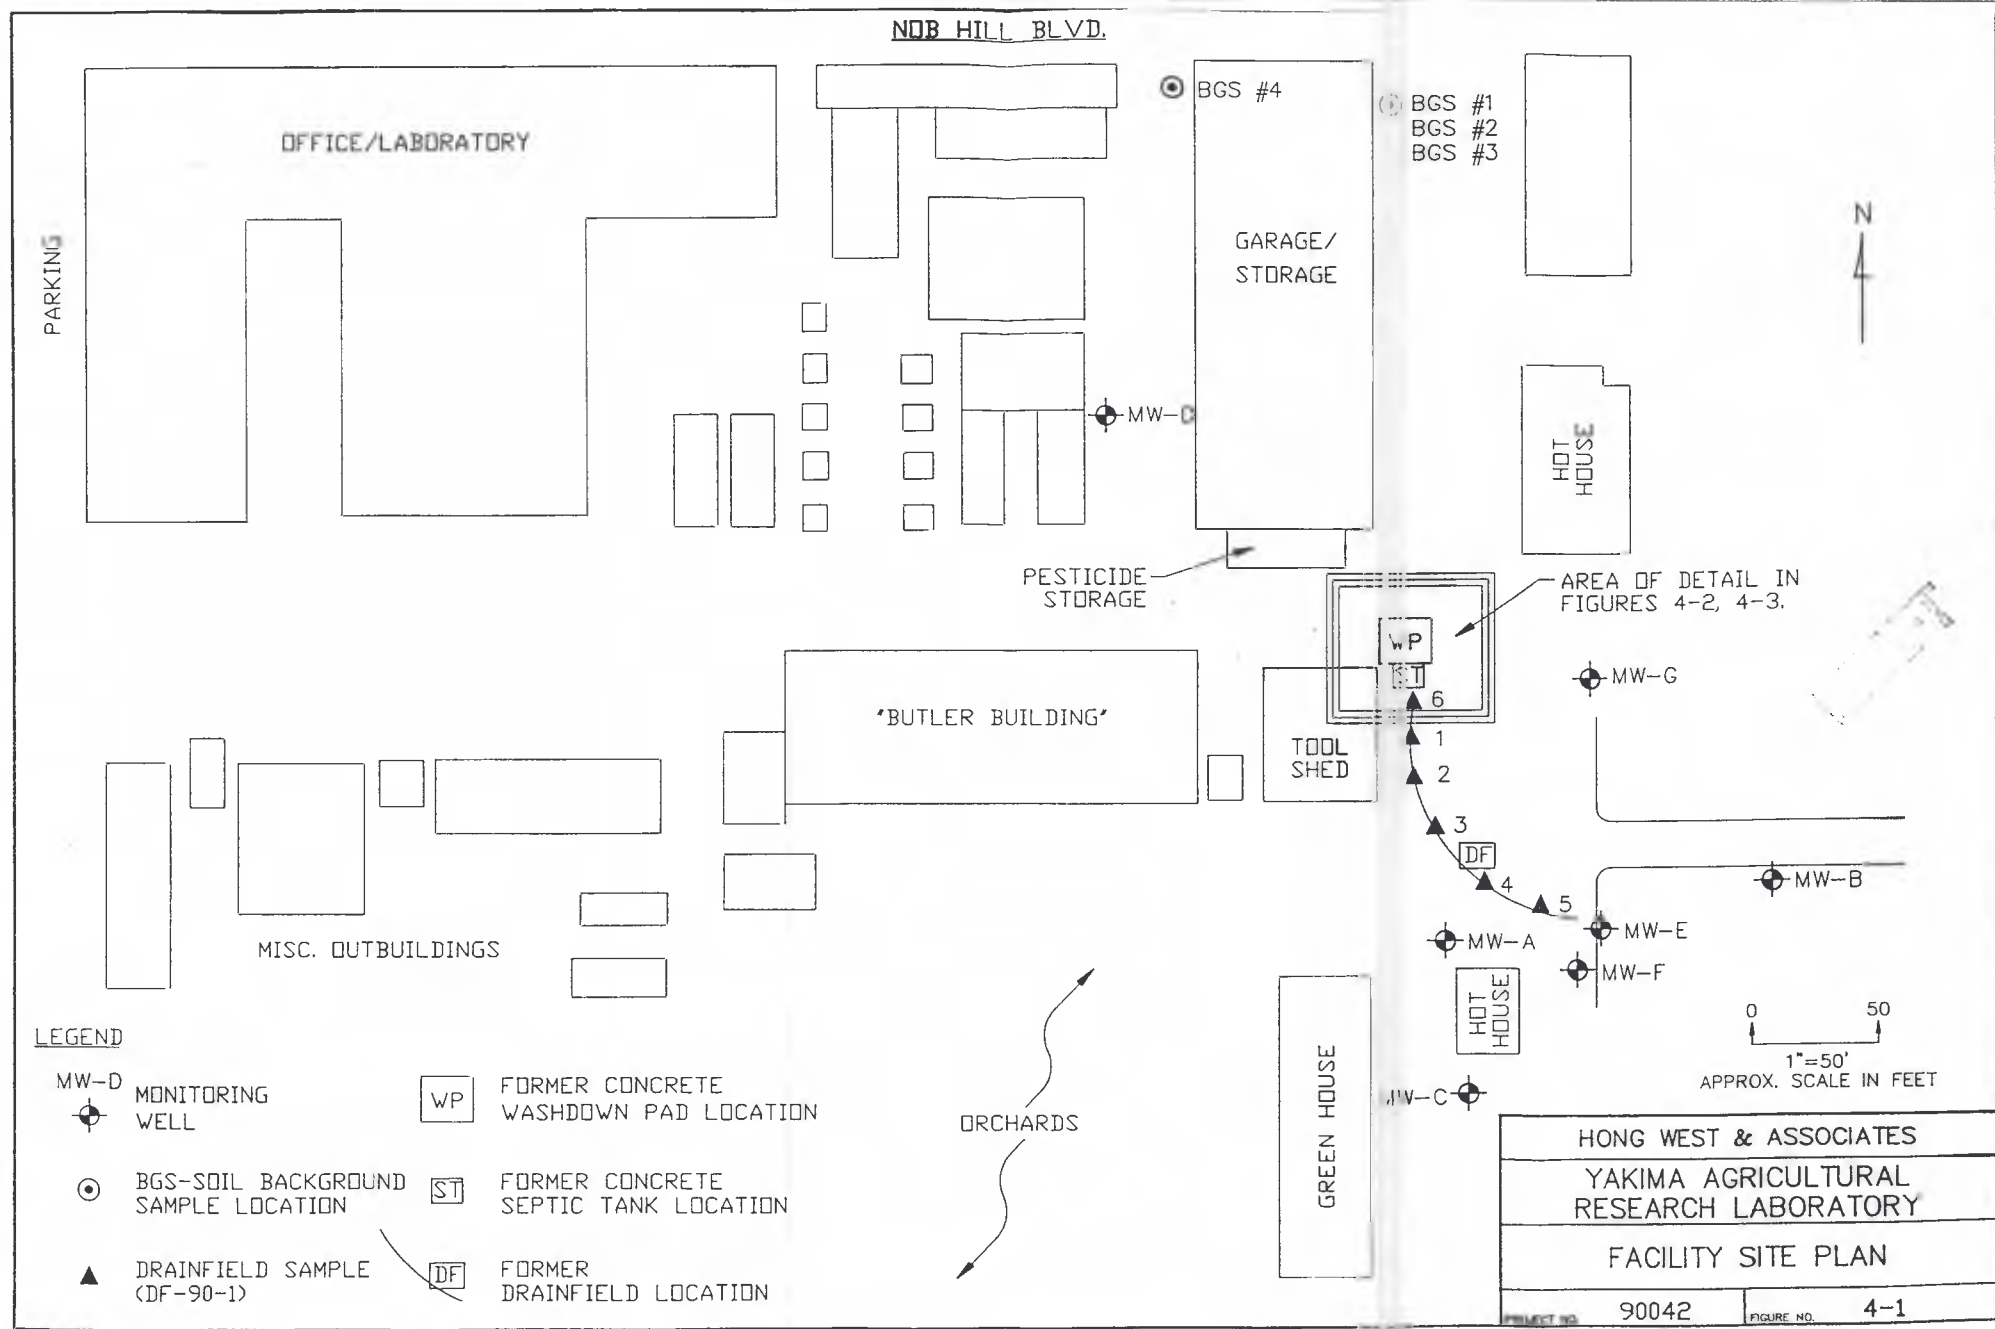 NOB HILL BLVD.
OFFICE/LABORATORY
PARKING
BGS #4
BGS #1
BGS #2
BGS #3
GARAGE/
STORAGE
N
MW-D
HOT
HOUSE
PESTICIDE
STORAGE
AREA OF DETAIL IN
FIGURES 4-2, 4-3.
WP
ST
MW-G
6
"BUTLER BUILDING"
1
TOOL
SHED
2
3
DF
4
5
MW-B
MW-E
MW-A
MW-F
MISC. OUTBUILDINGS
HOT
HOUSE
0 50
1"=50'
APPROX. SCALE IN FEET
GREEN HOUSE
MW-C
ORCHARDS
LEGEND
MW-D
MONITORING
WELL
WP
FORMER CONCRETE
WASHDOWN PAD LOCATION
BGS-SOIL BACKGROUND
SAMPLE LOCATION
ST
FORMER CONCRETE
SEPTIC TANK LOCATION
DRAINFIELD SAMPLE
(DF-90-1)
DF
FORMER
DRAINFIELD LOCATION
HONG WEST & ASSOCIATES
YAKIMA AGRICULTURAL
RESEARCH LABORATORY
FACILITY SITE PLAN
PROJECT NO. 90042
FIGURE NO. 4-1